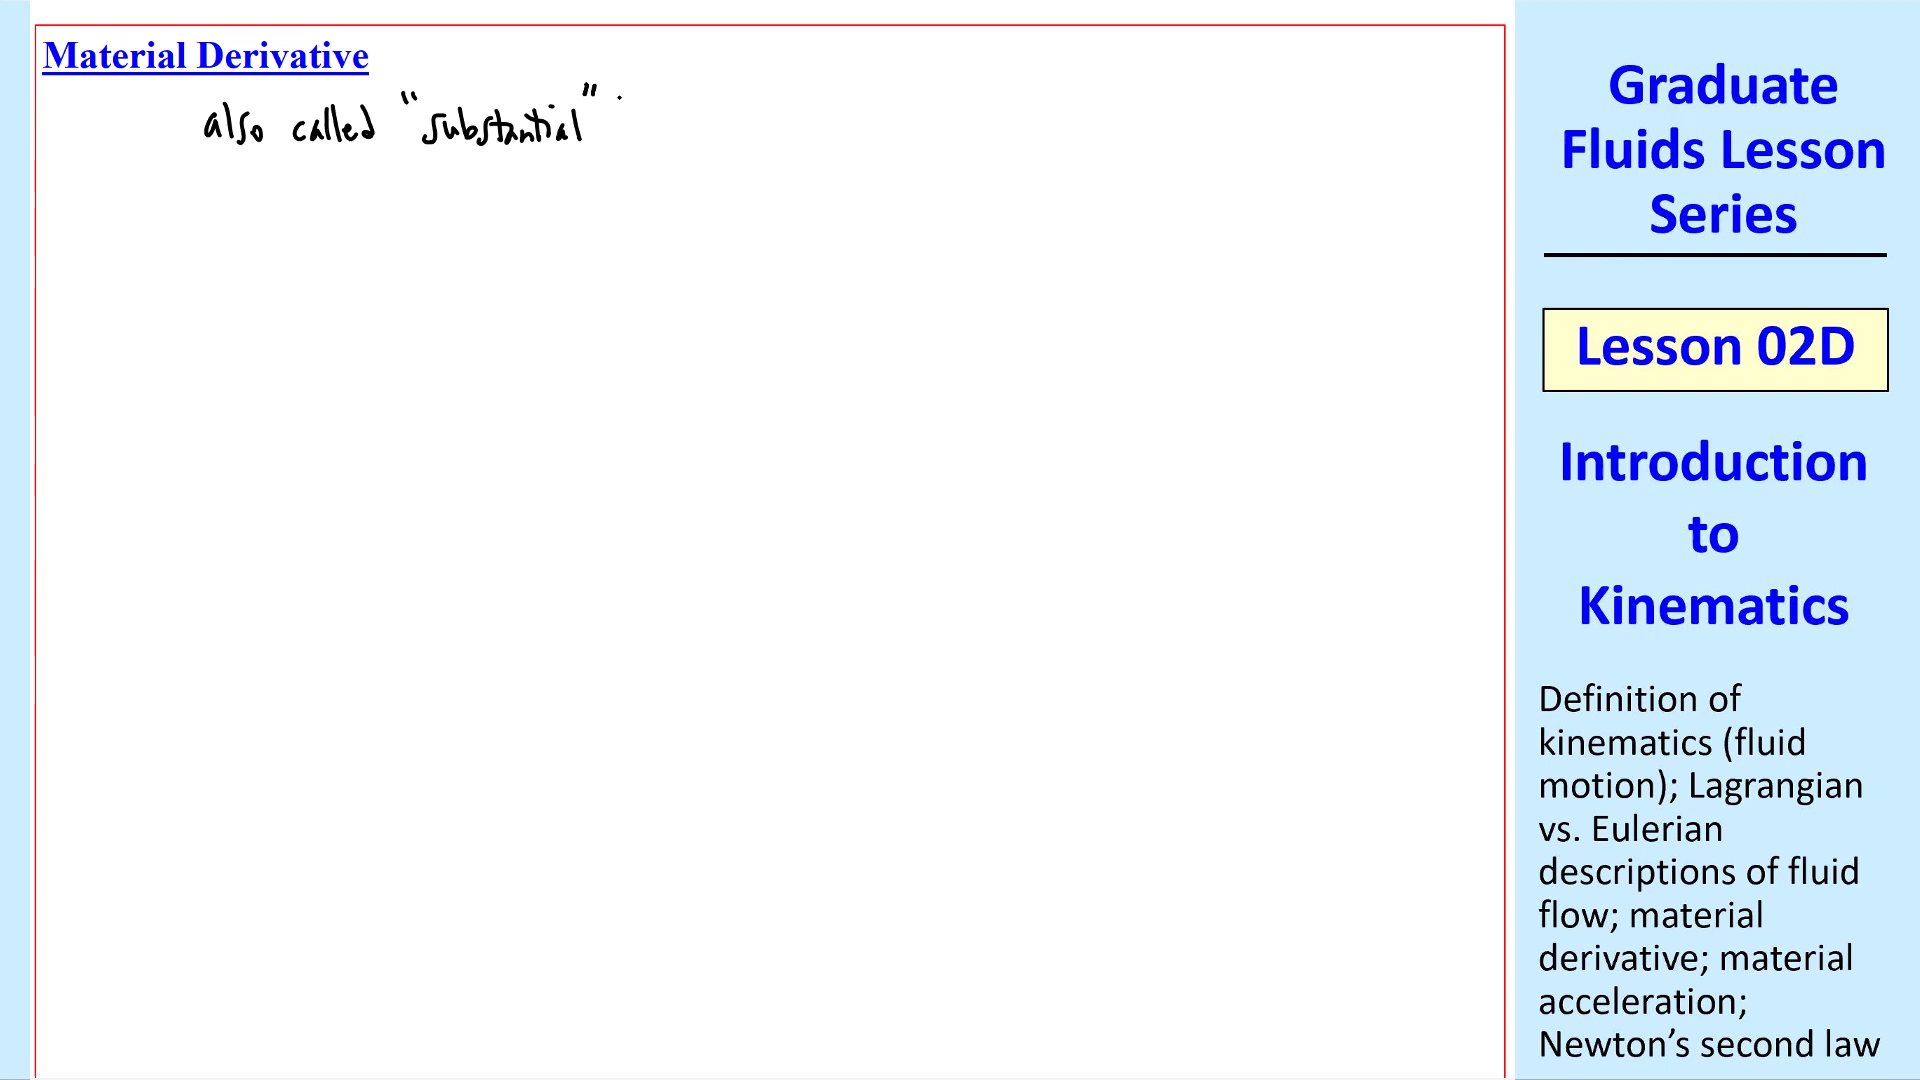 Material Derivative
also called "substantial"
Graduate
Fluids Lesson
Series
Lesson 02D
Introduction
to
Kinematics
Definition of
kinematics (fluid
motion); Lagrangian
vs. Eulerian
descriptions of fluid
flow; material
derivative; material
acceleration;
Newton’s second law